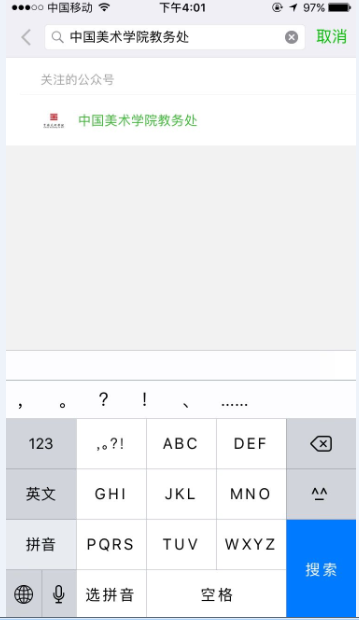 中国移动 下午4:01 97%
中国美术学院教务处 取消
关注的公众号
中国美术学院教务处
， 。 ? ! 、 ……
123 ,。?! ABC DEF
英文 GHI JKL MNO ^^
拼音 PQRS TUV WXYZ
搜索
选拼音 空格